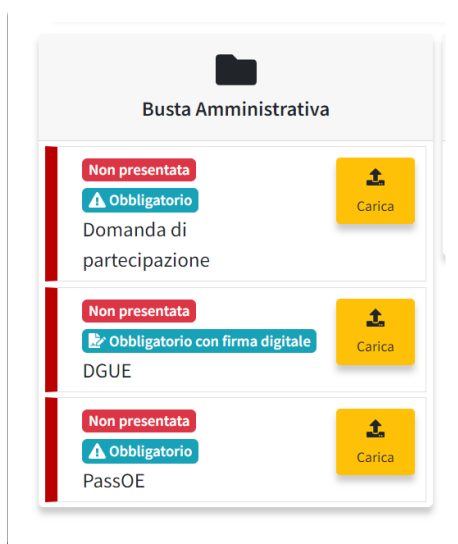 Busta Amministrativa
Non presentata
Obbligatorio
Domanda di
partecipazione
Carica
Non presentata
Obbligatorio con firma digitale
DGUE
Carica
Non presentata
Obbligatorio
PassOE
Carica